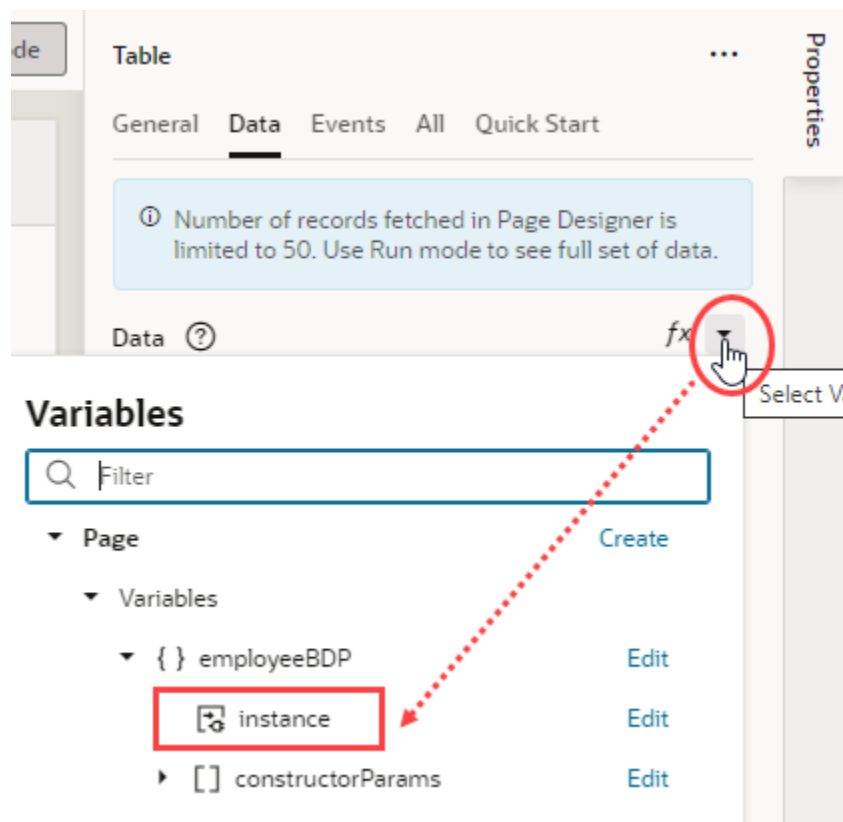 de
Table
Properties
General Data Events All Quick Start
Number of records fetched in Page Designer is
limited to 50. Use Run mode to see full set of data.
Data
fx
Select Va
Variables
Filter
Page Create
Variables
{ } employeeBDP Edit
instance Edit
[ ] constructorParams Edit